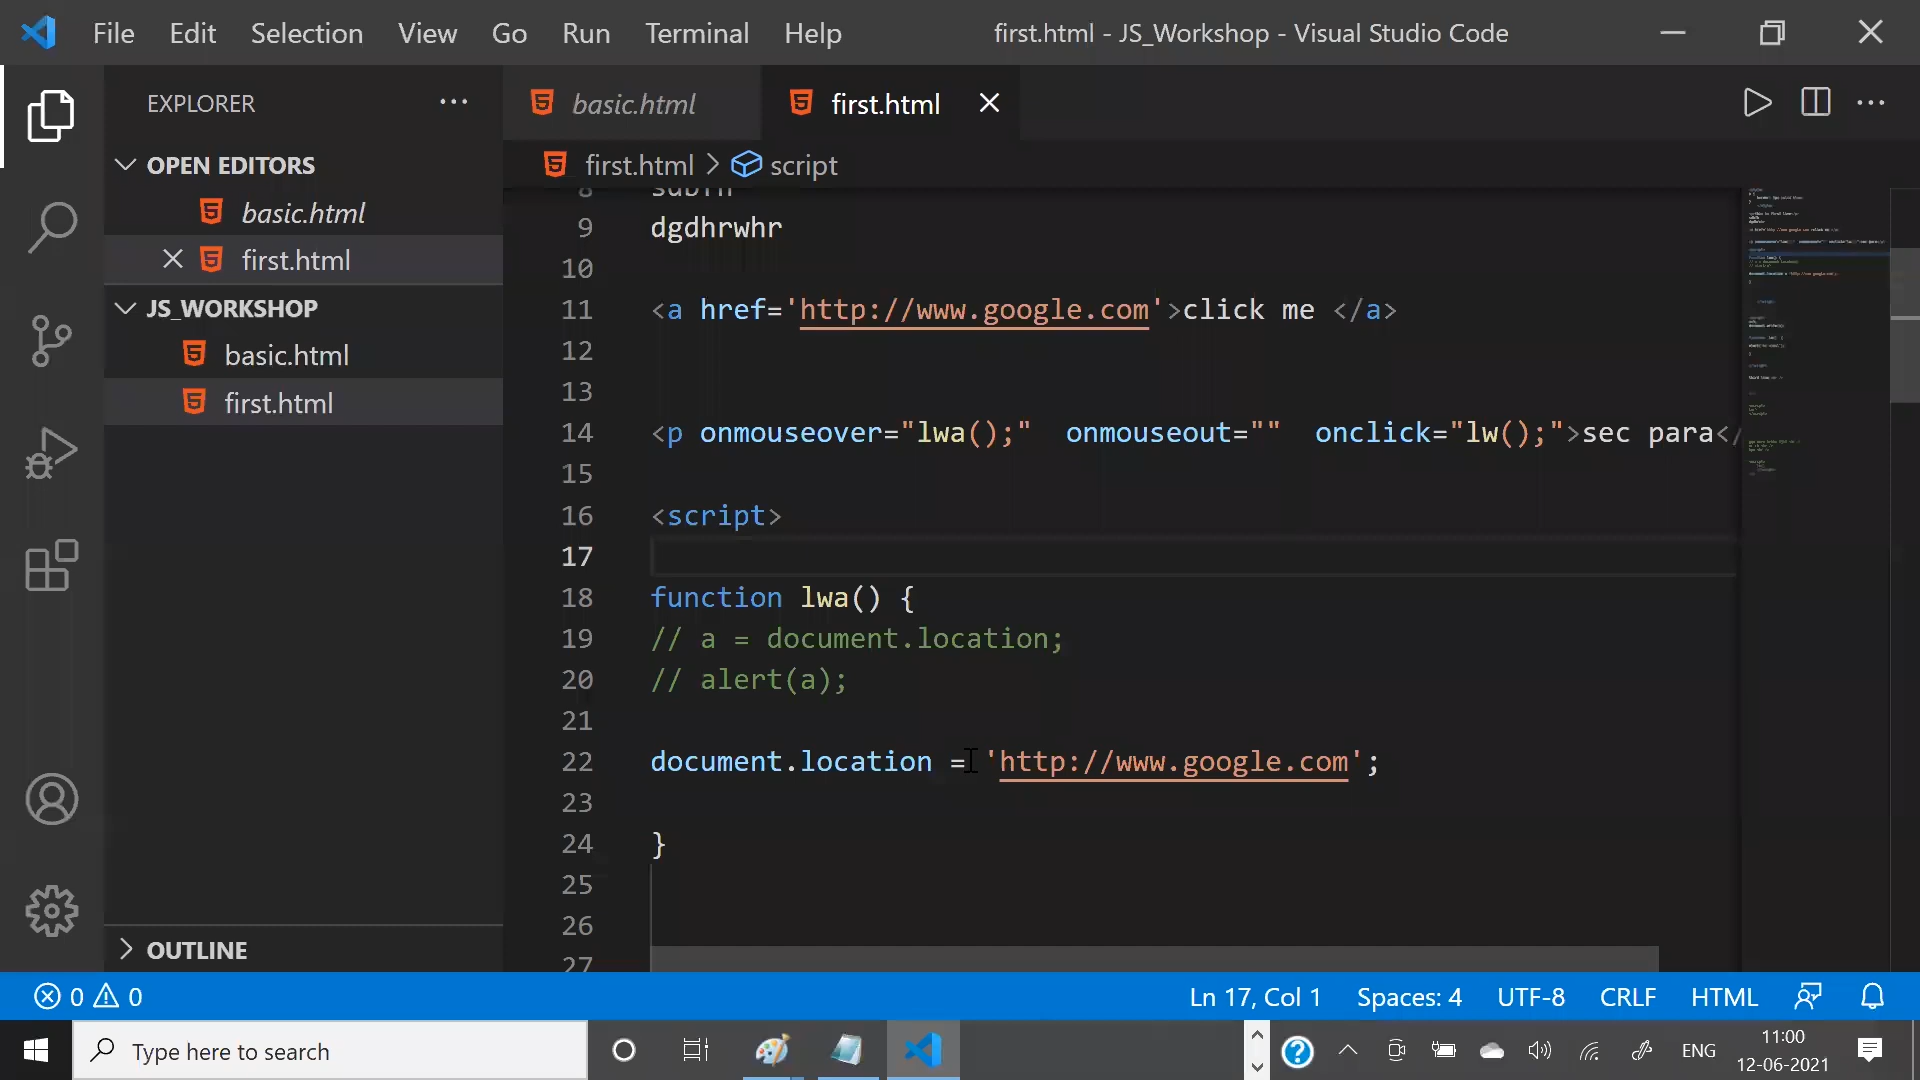 File Edit Selection View Go Run Terminal Help first.html - JS_Workshop - Visual Studio Code
EXPLORER
OPEN EDITORS
basic.html
first.html
JS_WORKSHOP
basic.html
first.html
OUTLINE
basic.html first.html
first.html > script
8
9 dgdhrwhr
10
11 <a href='http://www.google.com'>click me </a>
12
13
14 <p onmouseover="lwa();" onmouseout="" onclick="lw();">sec para</
15
16 <script>
17
18 function lwa() {
19 // a = document.location;
20 // alert(a);
21
22 document.location = 'http://www.google.com';
23
24 }
25
26
27
0 0 Ln 17, Col 1 Spaces: 4 UTF-8 CRLF HTML
Type here to search
ENG
11:00
12-06-2021